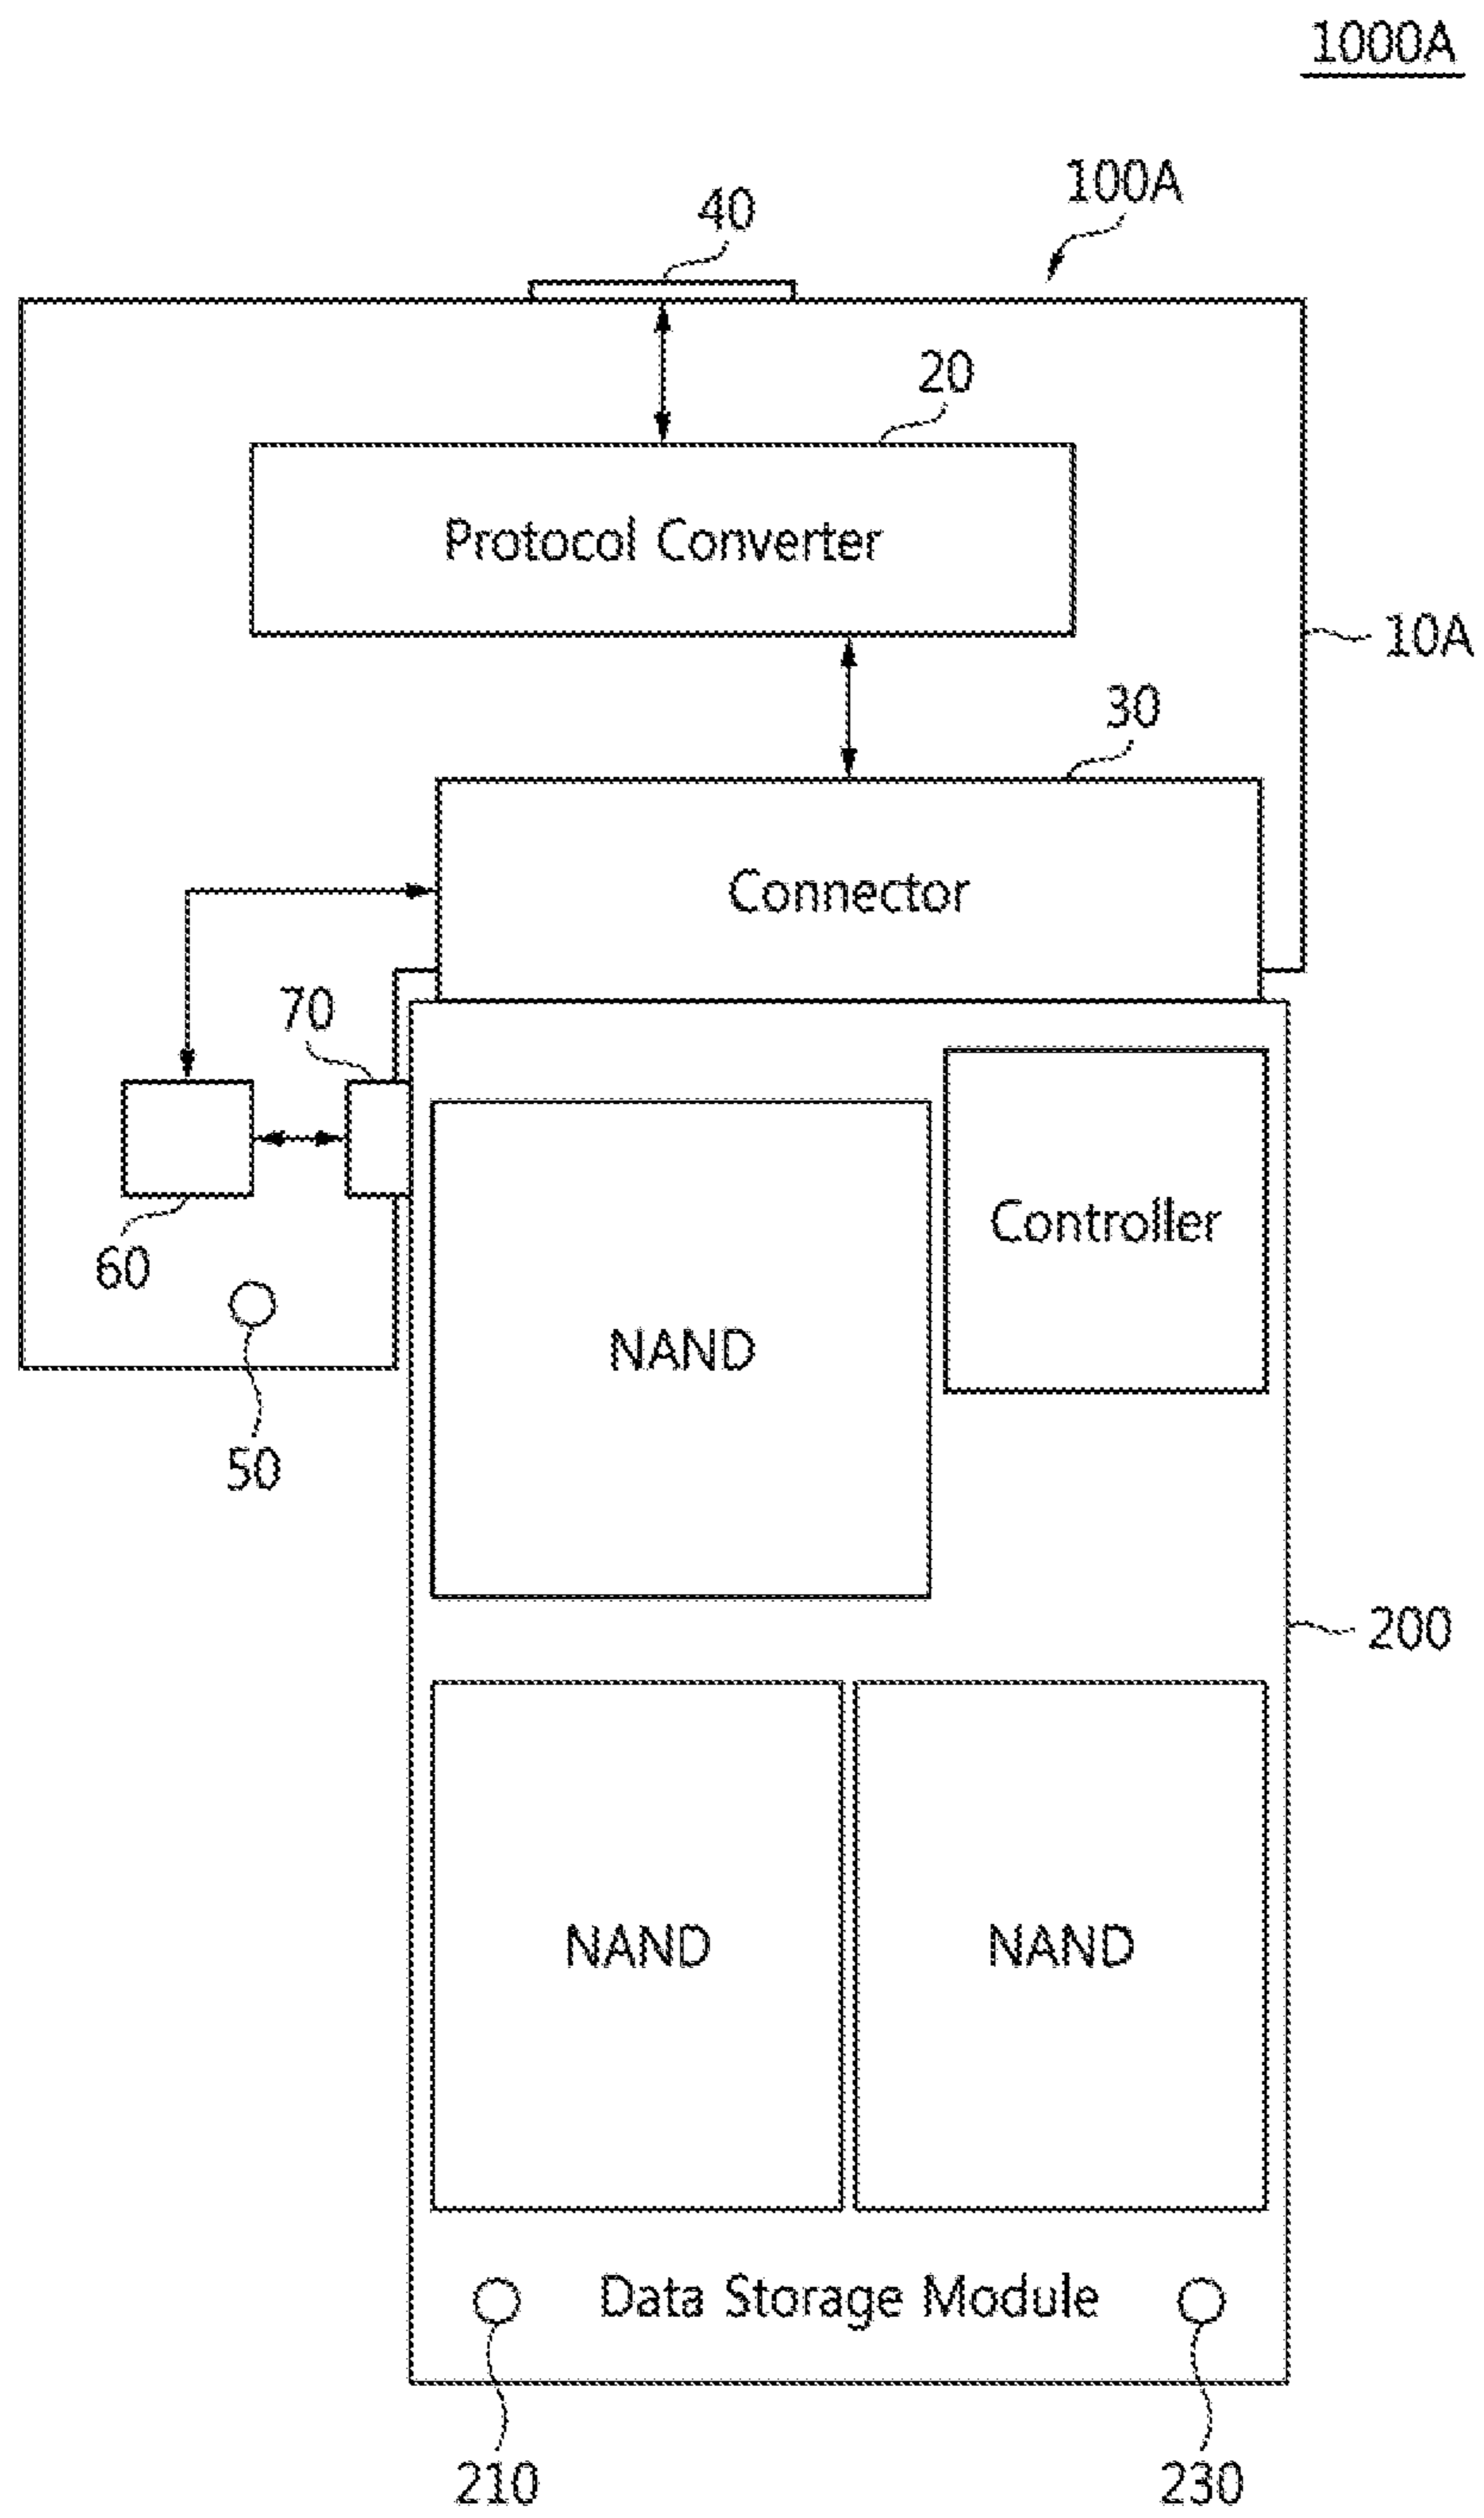 1000A
100A
40
20
Protocol Converter
10A
30
Connector
70
60
Controller
NAND
50
200
NAND
NAND
Data Storage Module
210
230